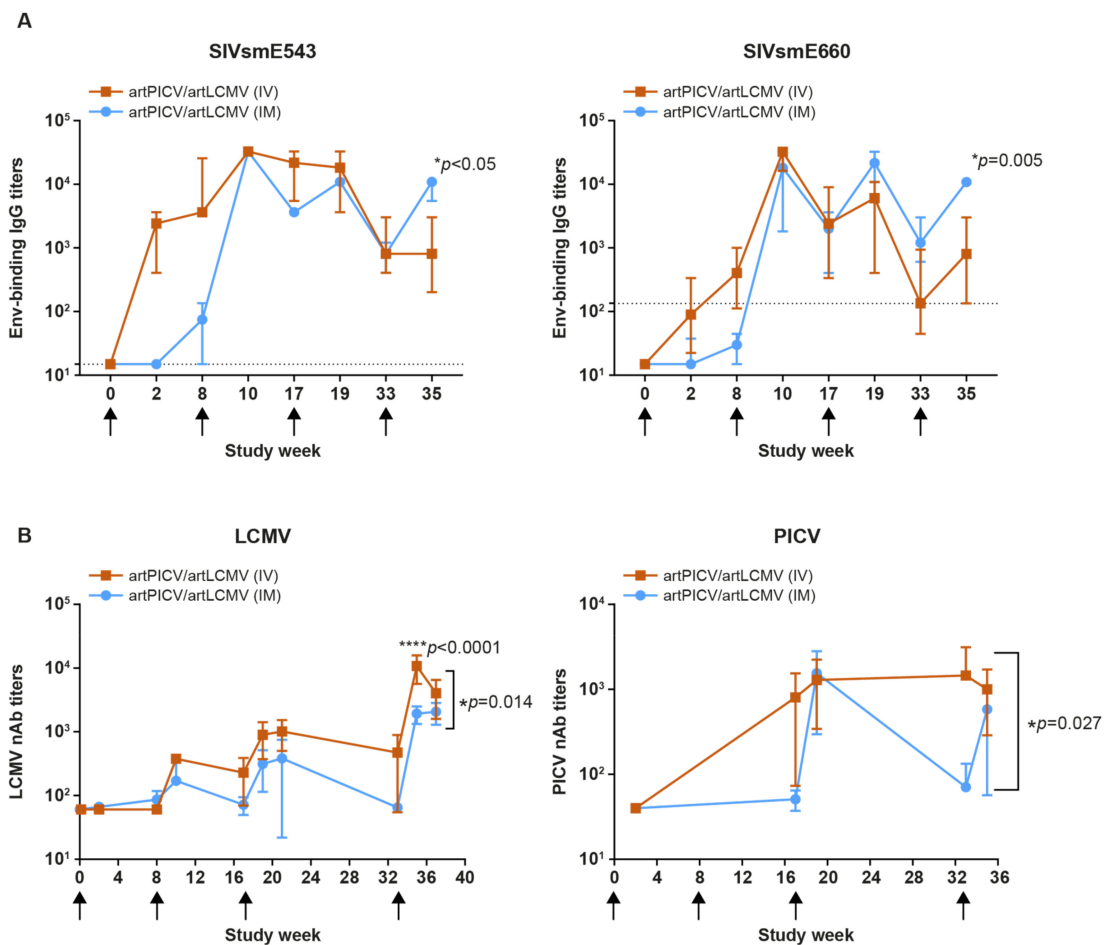 A
SIVsmE543
artPICV/artLCMV (IV)
artPICV/artLCMV (IM)
Env-binding IgG titers
10^5
10^4
10^3
10^2
10^1
*p<0.05
0 2 8 10 17 19 33 35
Study week
SIVsmE660
artPICV/artLCMV (IV)
artPICV/artLCMV (IM)
Env-binding IgG titers
10^5
10^4
10^3
10^2
10^1
*p=0.005
0 2 8 10 17 19 33 35
Study week
B
LCMV
artPICV/artLCMV (IV)
artPICV/artLCMV (IM)
LCMV nAb titers
10^5
10^4
10^3
10^2
10^1
****p<0.0001
*p=0.014
0 4 8 12 16 20 24 28 32 36 40
Study week
PICV
artPICV/artLCMV (IV)
artPICV/artLCMV (IM)
PICV nAb titers
10^4
10^3
10^2
10^1
*p=0.027
0 4 8 12 16 20 24 28 32 36
Study week